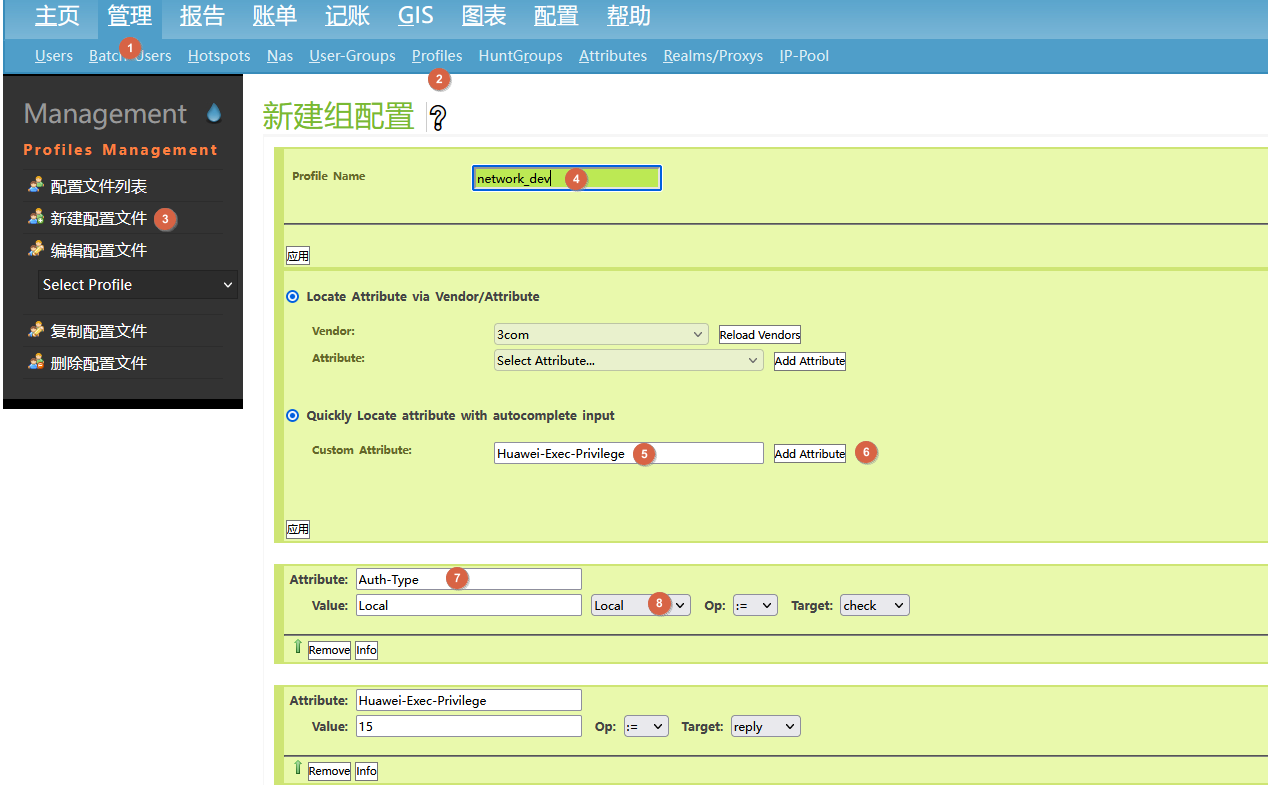 主页 管理 报告 账单 记账 GIS 图表 配置 帮助
Users Batch Users Hotspots Nas User-Groups Profiles HuntGroups Attributes Realms/Proxys IP-Pool
1
2
Management
Profiles Management
配置文件列表
新建配置文件 3
编辑配置文件
Select Profile
复制配置文件
删除配置文件
新建组配置 ?
Profile Name network_dev 4
应用
Locate Attribute via Vendor/Attribute
Vendor: 3com Reload Vendors
Attribute: Select Attribute... Add Attribute
Quickly Locate attribute with autocomplete input
Custom Attribute: Huawei-Exec-Privilege 5 Add Attribute 6
应用
Attribute: Auth-Type 7
Value: Local Local 8 Op: := Target: check
Remove Info
Attribute: Huawei-Exec-Privilege
Value: 15 Op: := Target: reply
Remove Info